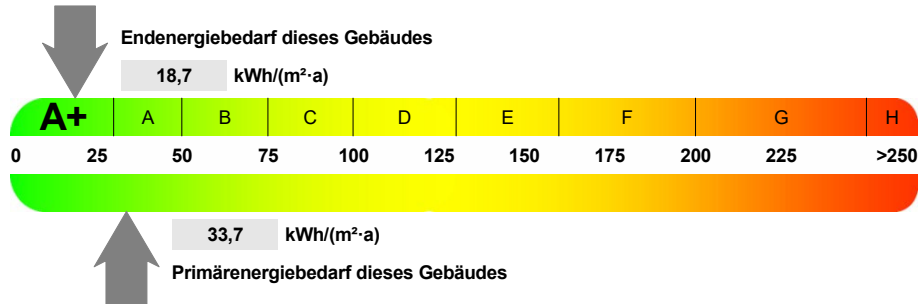 Endenergiebedarf dieses Gebäudes
18,7 kWh/(m²·a)
A+ A B C D E F G H
0 25 50 75 100 125 150 175 200 225 >250
33,7 kWh/(m²·a)
Primärenergiebedarf dieses Gebäudes